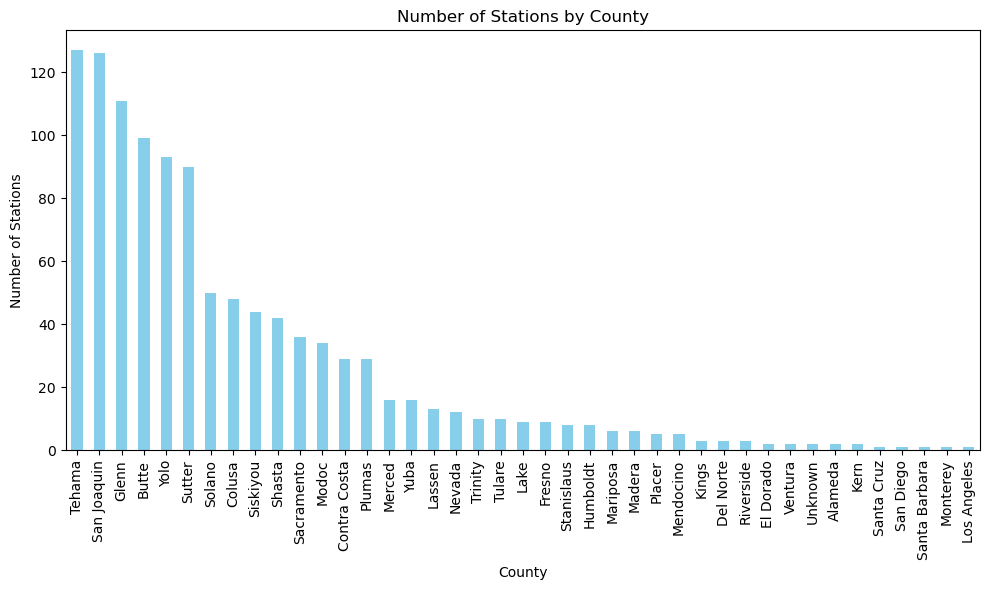 Number of Stations by County
Number of Stations
120
100
80
60
40
20
0
Tehama
San Joaquin
Glenn
Butte
Yolo
Sutter
Solano
Colusa
Siskiyou
Shasta
Sacramento
Modoc
Contra Costa
Plumas
Merced
Yuba
Lassen
Nevada
Trinity
Tulare
Lake
Fresno
Stanislaus
Humboldt
Mariposa
Madera
Placer
Mendocino
Kings
Del Norte
Riverside
El Dorado
Ventura
Unknown
Alameda
Kern
Santa Cruz
San Diego
Santa Barbara
Monterey
Los Angeles
County